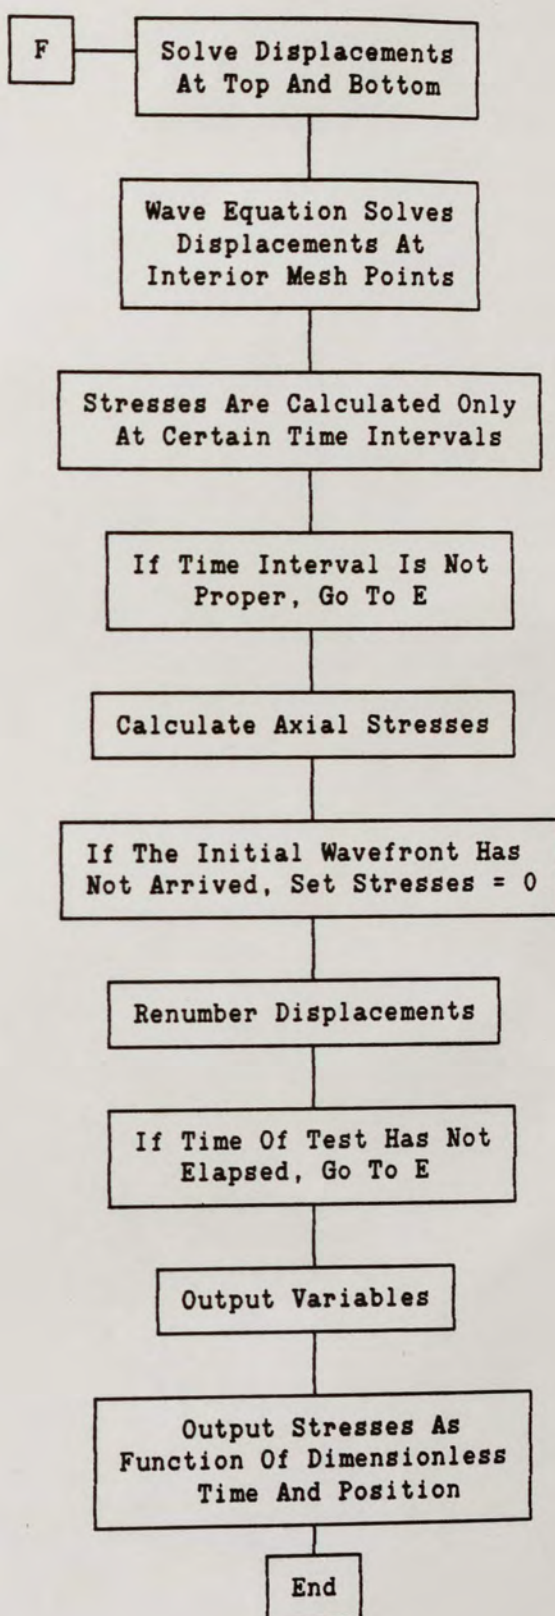 F
Solve Displacements
At Top And Bottom
Wave Equation Solves
Displacements At
Interior Mesh Points
Stresses Are Calculated Only
At Certain Time Intervals
If Time Interval Is Not
Proper, Go To E
Calculate Axial Stresses
If The Initial Wavefront Has
Not Arrived, Set Stresses = 0
Renumber Displacements
If Time Of Test Has Not
Elapsed, Go To E
Output Variables
Output Stresses As
Function Of Dimensionless
Time And Position
End